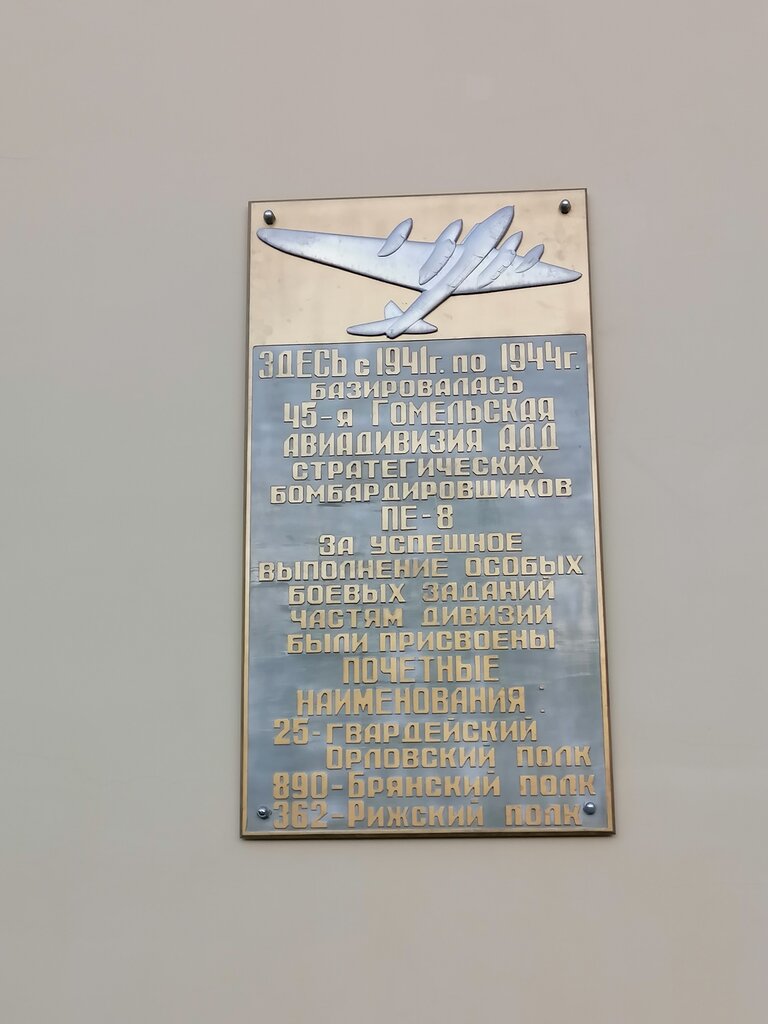 ЗДЕСЬ с 1941г. по 1944г.
БАЗИРОВАЛАСЬ
45-я ГОМЕЛЬСКАЯ
АВИАДИВИЗИЯ АДД
СТРАТЕГИЧЕСКИХ
БОМБАРДИРОВЩИКОВ
ПЕ-8
ЗА УСПЕШНОЕ
ВЫПОЛНЕНИЕ ОСОБЫХ
БОЕВЫХ ЗАДАНИЙ
ЧАСТЯМ ДИВИЗИИ
БЫЛИ ПРИСВОЕНЫ
ПОЧЕТНЫЕ
НАИМЕНОВАНИЯ :
25-ГВАРДЕЙСКИЙ
ОРЛОВСКИЙ ПОЛК
890-БРЯНСКИЙ ПОЛК
362-РИЖСКИЙ ПОЛК